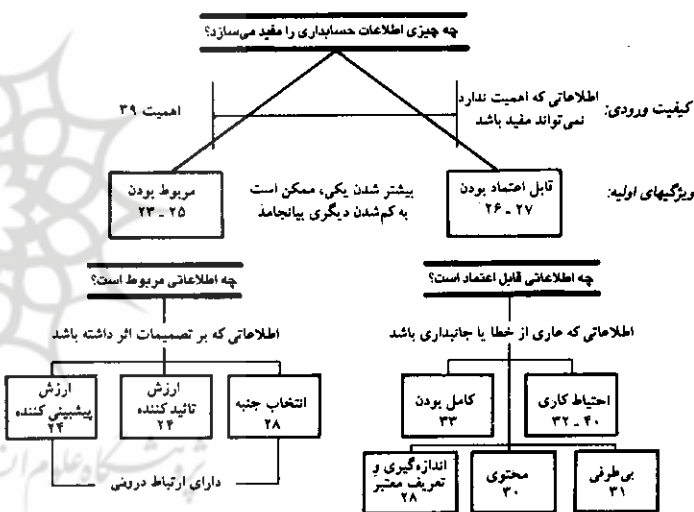 چه چیزی اطلاعات حسابداری را مفید می‌سازد؟
کیفیت ورودی:
اطلاعاتی که اهمیت ندارد
نمی‌تواند مفید باشد
اهمیت ۳۹
ویژگیهای اولیه:
قابل اعتماد بودن
۲۶ - ۲۷
بیشتر شدن یکی، ممکن است
به کم‌شدن دیگری بیانجامد
مربوط بودن
۲۳ - ۲۵
چه اطلاعاتی قابل اعتماد است؟
چه اطلاعاتی مربوط است؟
اطلاعاتی که عاری از خطا یا جانبداری باشد
اطلاعاتی که بر تصمیمات اثر داشته باشد
احتیاط کاری
۳۲ - ۴۰
کامل بودن
۳۳
انتخاب جنبه
۲۸
ارزش
تائید کننده
۲۴
ارزش
پیشبینی کننده
۲۴
بی‌طرفی
۳۱
محتوی
۳۰
اندازه‌گیری و
تعریف معتبر
۲۸
دارای ارتباط درونی